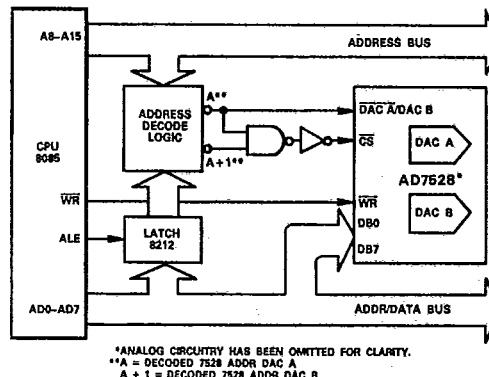 A8–A15
ADDRESS BUS
A**
ADDRESS
DECODE
LOGIC
DAC A/DAC B
CS
DAC A
CPU
8085
A+1**
AD7528*
WR
WR
DAC B
DB0
ALE
LATCH
8212
DB7
AD0–AD7
ADDR/DATA BUS
*ANALOG CIRCUITRY HAS BEEN OMITTED FOR CLARITY.
**A = DECODED 7528 ADDR DAC A
A + 1 = DECODED 7528 ADDR DAC B